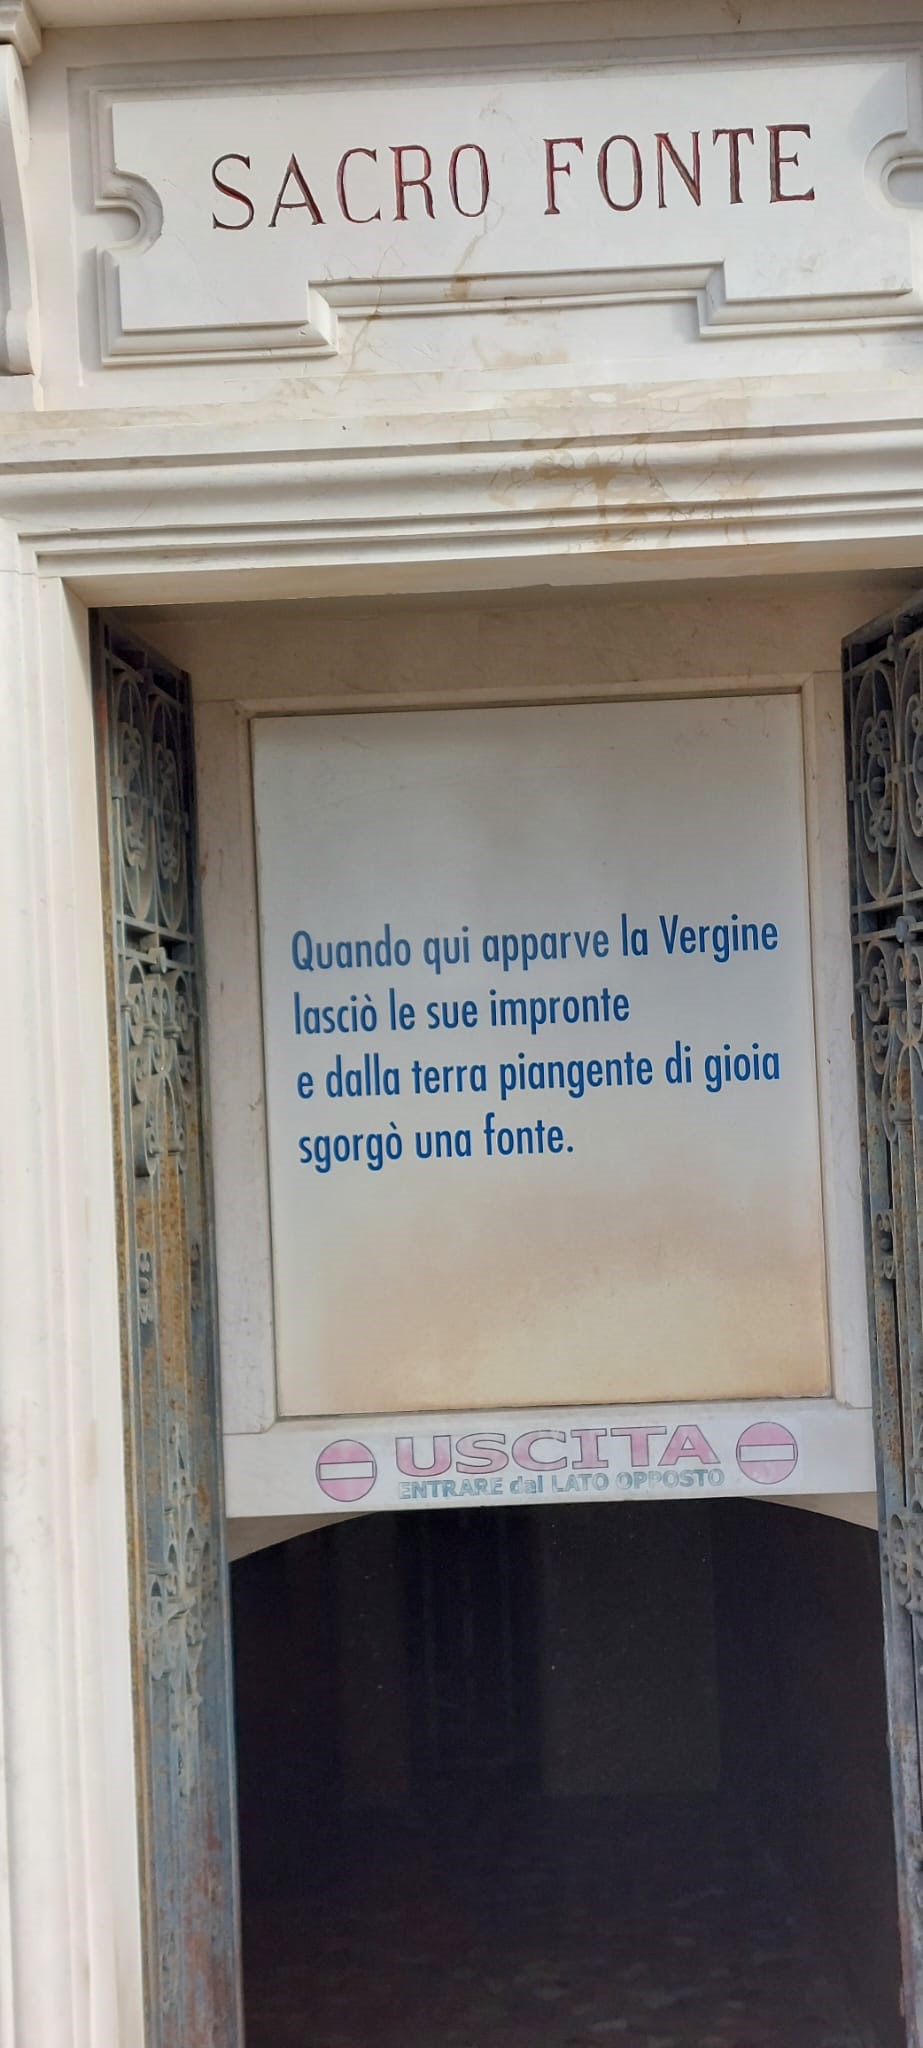 SACRO FONTE
Quando qui apparve la Vergine
lasciò le sue impronte
e dalla terra piangente di gioia
sgorgò una fonte.
USCITA
ENTRARE dal LATO OPPOSTO